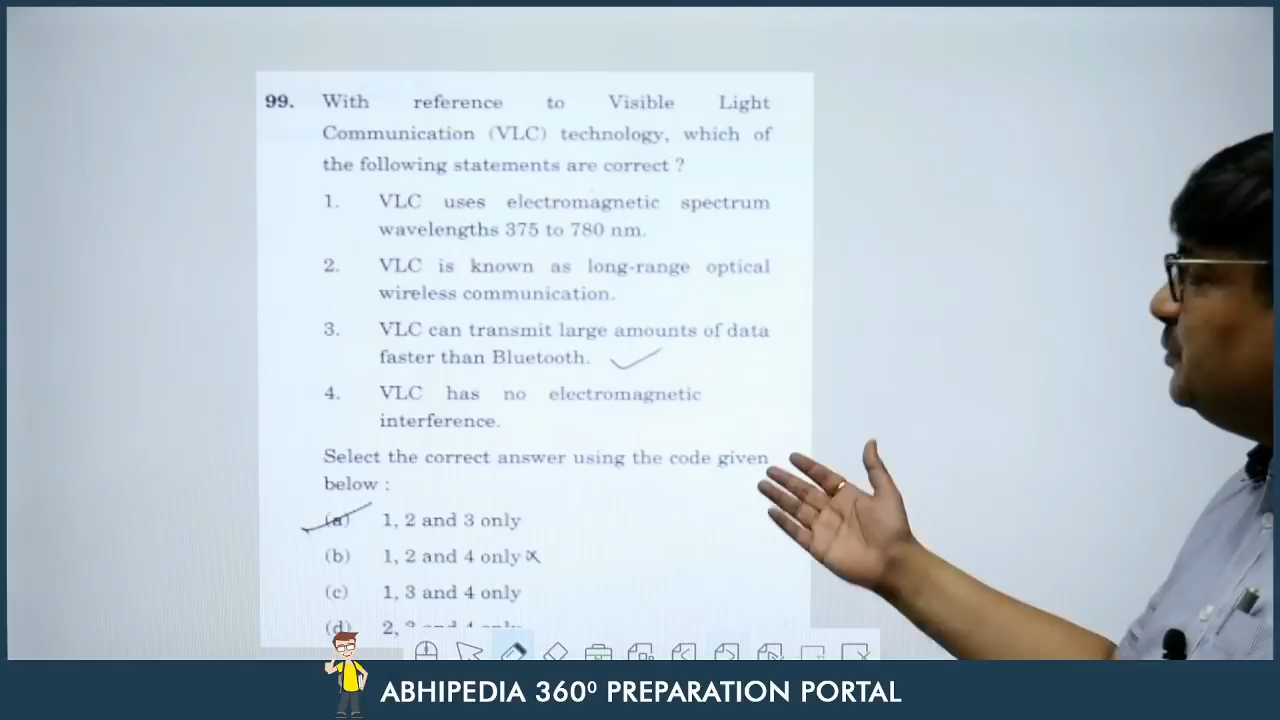 99. With reference to Visible Light
Communication (VLC) technology, which of
the following statements are correct ?
1. VLC uses electromagnetic spectrum
wavelengths 375 to 780 nm.
2. VLC is known as long-range optical
wireless communication.
3. VLC can transmit large amounts of data
faster than Bluetooth.
4. VLC has no electromagnetic
interference.
Select the correct answer using the code given
below :
(a) 1, 2 and 3 only
(b) 1, 2 and 4 only
(c) 1, 3 and 4 only
(d) 2,
ABHIPEDIA 360⁰ PREPARATION PORTAL